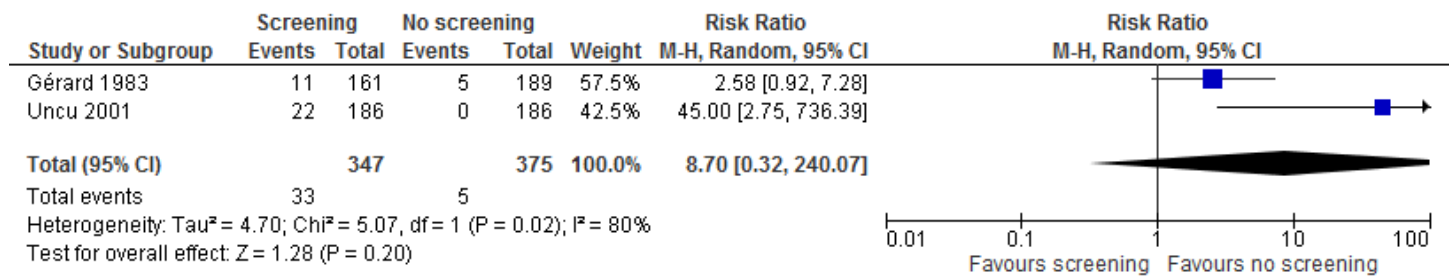 Screening No screening Risk Ratio Risk Ratio
Study or Subgroup Events Total Events Total Weight M-H, Random, 95% CI M-H, Random, 95% CI
Gérard 1983 11 161 5 189 57.5% 2.58 [0.92, 7.28]
Uncu 2001 22 186 0 186 42.5% 45.00 [2.75, 736.39]
Total (95% CI) 347 375 100.0% 8.70 [0.32, 240.07]
Total events 33 5
Heterogeneity: Tau² = 4.70; Chi² = 5.07, df = 1 (P = 0.02); I² = 80%
Test for overall effect: Z = 1.28 (P = 0.20)
0.01 0.1 1 10 100
Favours screening Favours no screening